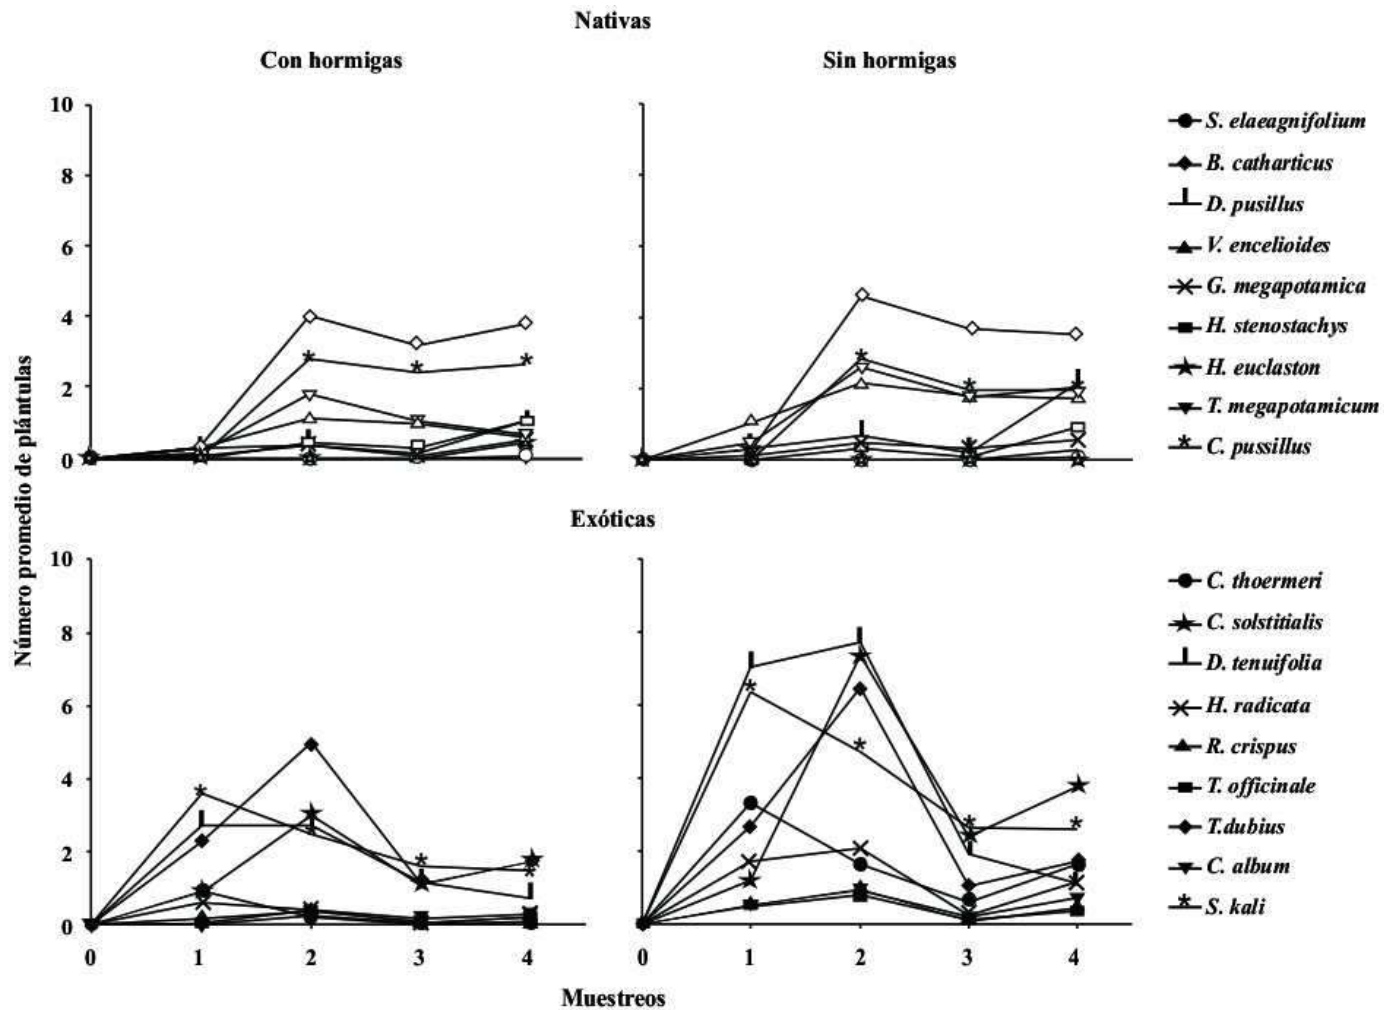 Nativas
Con hormigas
Sin hormigas
10
8
6
4
2
0
S. elaeagnifolium
B. catharticus
D. pusillus
V. encelioides
G. megapotamica
H. stenostachys
H. euclaston
T. megapotamicum
C. pussillus
Número promedio de plántulas
Exóticas
10
8
6
4
2
0
0 1 2 3 4
0 1 2 3 4
C. thoermeri
C. solstitialis
D. tenuifolia
H. radicata
R. crispus
T. officinale
T.dubius
C. album
S. kali
Muestreos